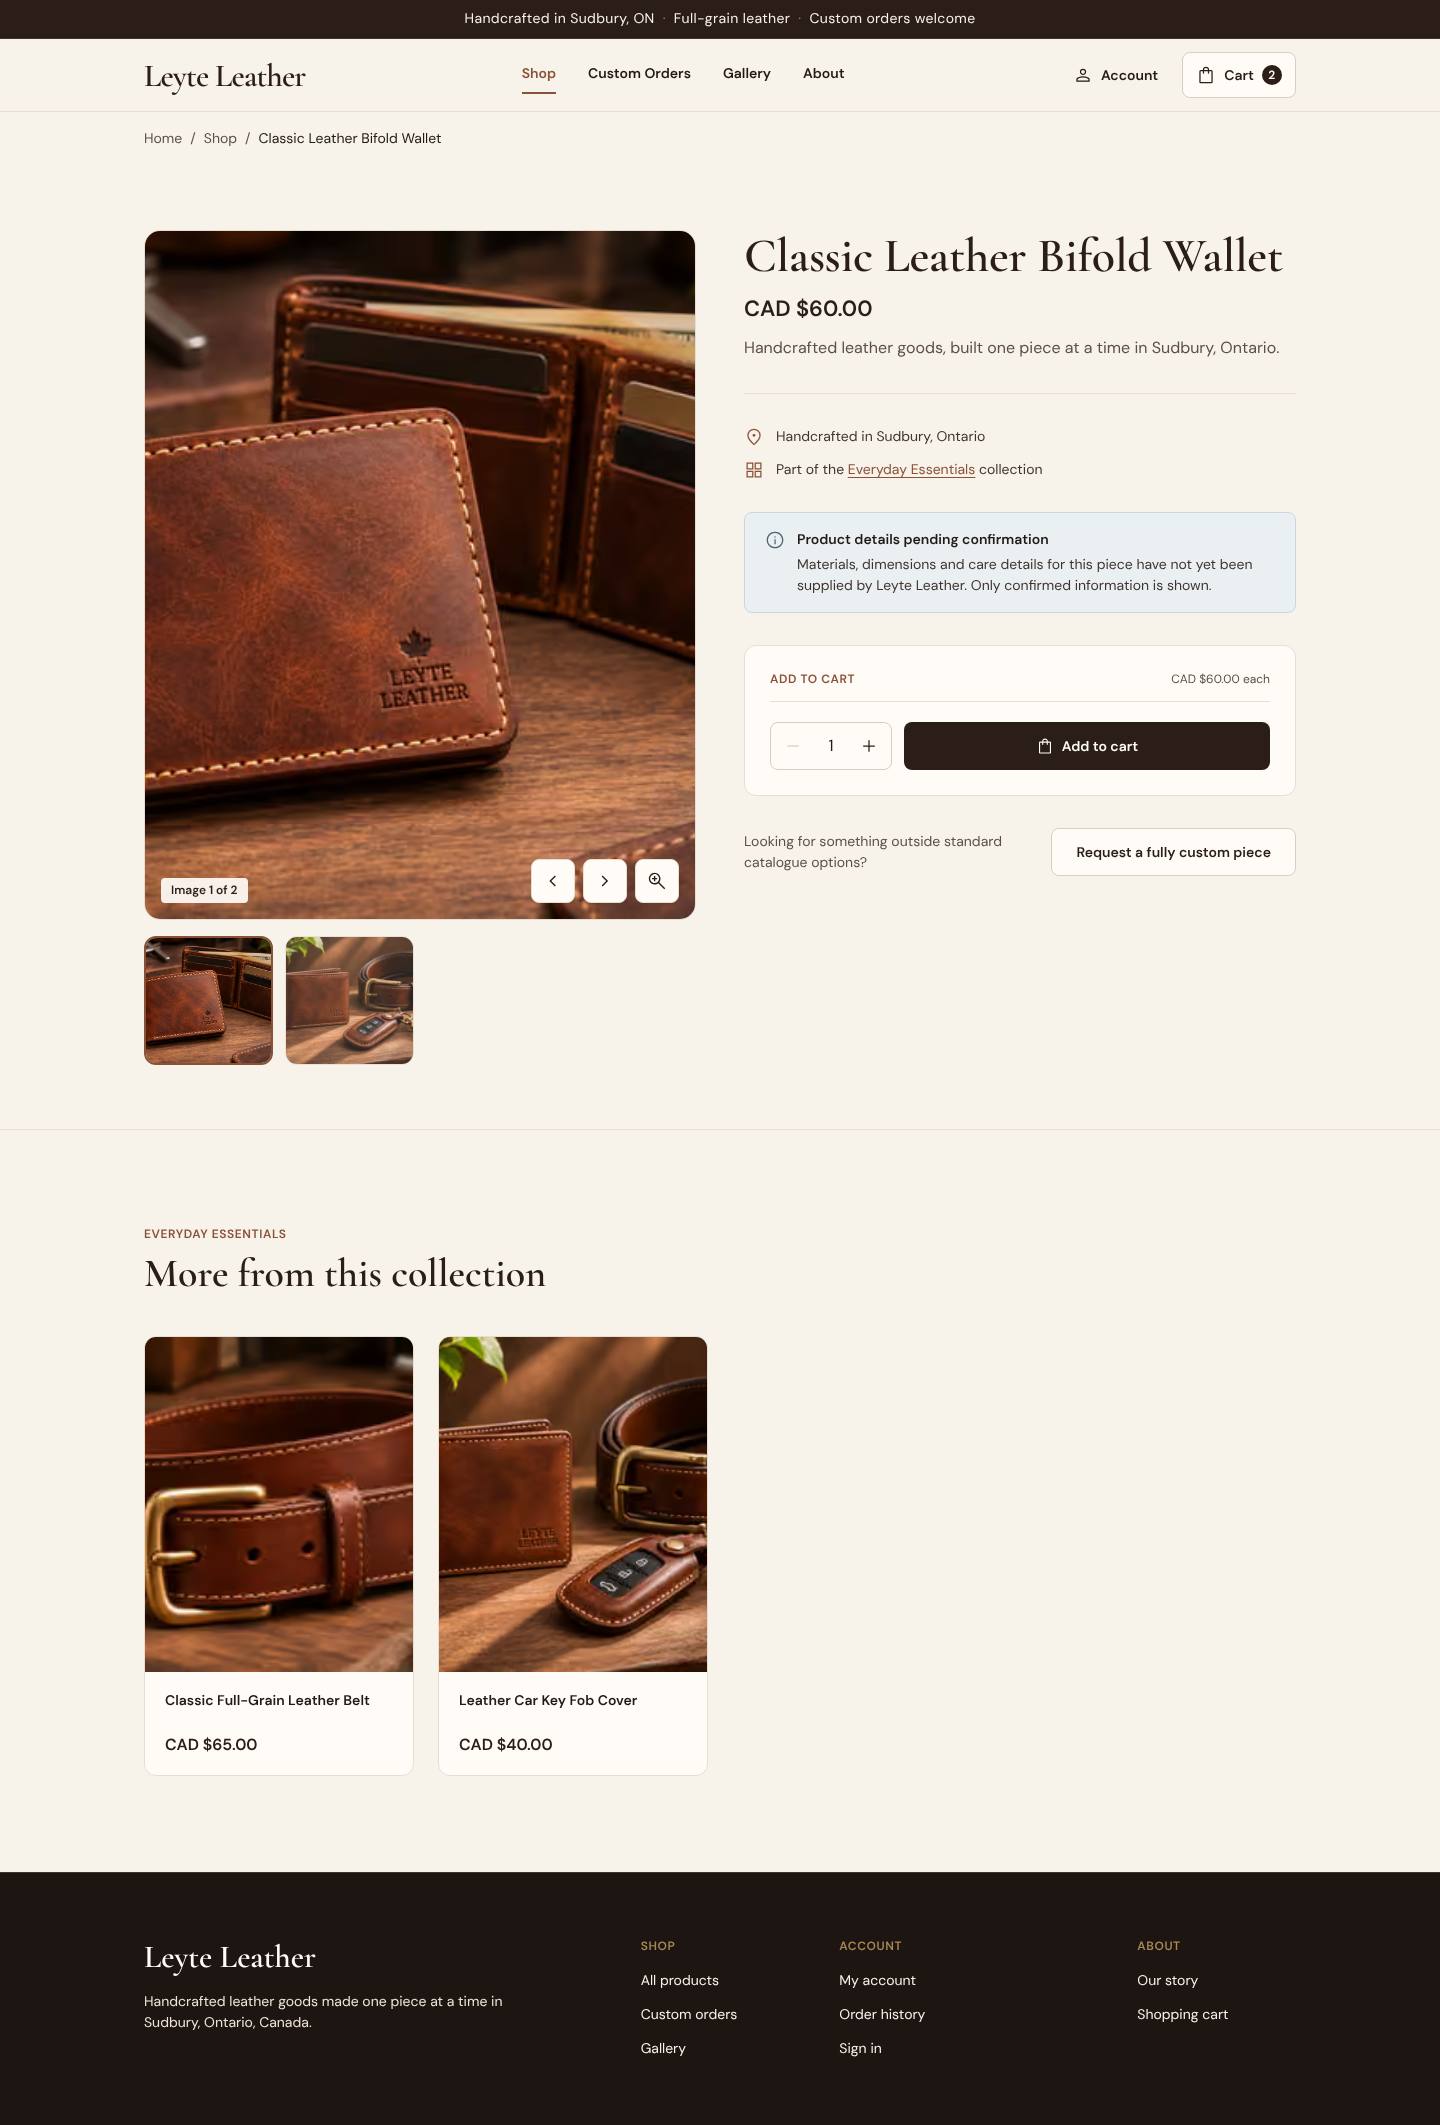 Handcrafted in Sudbury, ON · Full-grain leather · Custom orders welcome
Leyte Leather
Shop
Custom Orders
Gallery
About
Account
Cart 2
Home / Shop / Classic Leather Bifold Wallet
LEYTE
LEATHER
Image 1 of 2
Classic Leather Bifold Wallet
CAD $60.00
Handcrafted leather goods, built one piece at a time in Sudbury, Ontario.
Handcrafted in Sudbury, Ontario
Part of the Everyday Essentials collection
Product details pending confirmation
Materials, dimensions and care details for this piece have not yet been
supplied by Leyte Leather. Only confirmed information is shown.
ADD TO CART
CAD $60.00 each
1
Add to cart
Looking for something outside standard
catalogue options?
Request a fully custom piece
EVERYDAY ESSENTIALS
More from this collection
LEYTE
LEATHER
Classic Full-Grain Leather Belt
CAD $65.00
Leather Car Key Fob Cover
CAD $40.00
Leyte Leather
Handcrafted leather goods made one piece at a time in
Sudbury, Ontario, Canada.
SHOP
All products
Custom orders
Gallery
ACCOUNT
My account
Order history
Sign in
ABOUT
Our story
Shopping cart